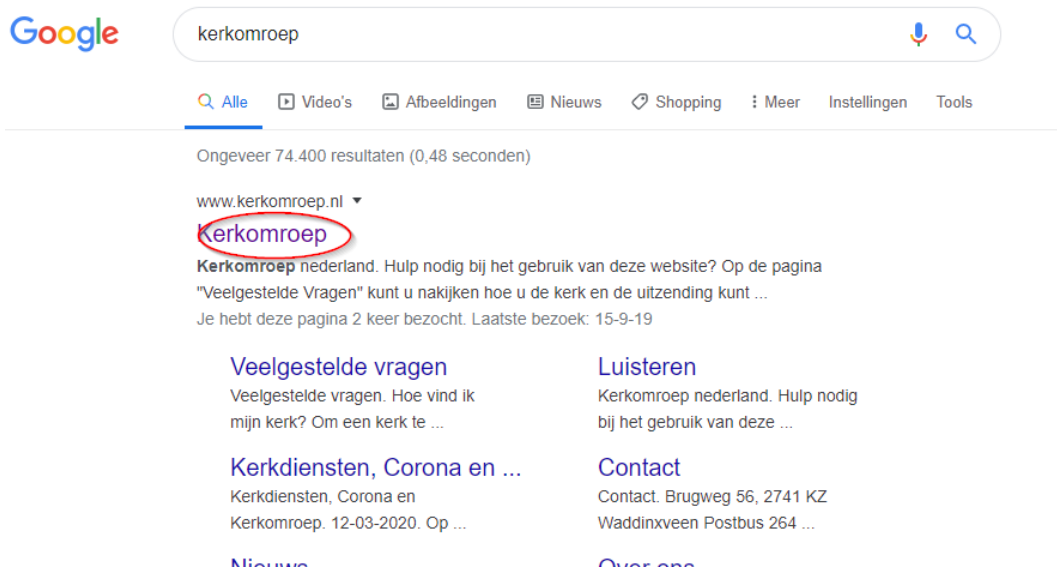 Google
kerkomroep
Alle Video's Afbeeldingen Nieuws Shopping Meer Instellingen Tools
Ongeveer 74.400 resultaten (0,48 seconden)
www.kerkomroep.nl
Kerkomroep
Kerkomroep nederland. Hulp nodig bij het gebruik van deze website? Op de pagina
"Veelgestelde Vragen" kunt u nakijken hoe u de kerk en de uitzending kunt ...
Je hebt deze pagina 2 keer bezocht. Laatste bezoek: 15-9-19
Veelgestelde vragen
Veelgestelde vragen. Hoe vind ik
mijn kerk? Om een kerk te ...
Luisteren
Kerkomroep nederland. Hulp nodig
bij het gebruik van deze ...
Kerkdiensten, Corona en ...
Kerkdiensten, Corona en
Kerkomroep. 12-03-2020. Op ...
Contact
Contact. Brugweg 56, 2741 KZ
Waddinxveen Postbus 264 ...
Nieuws
Over ons